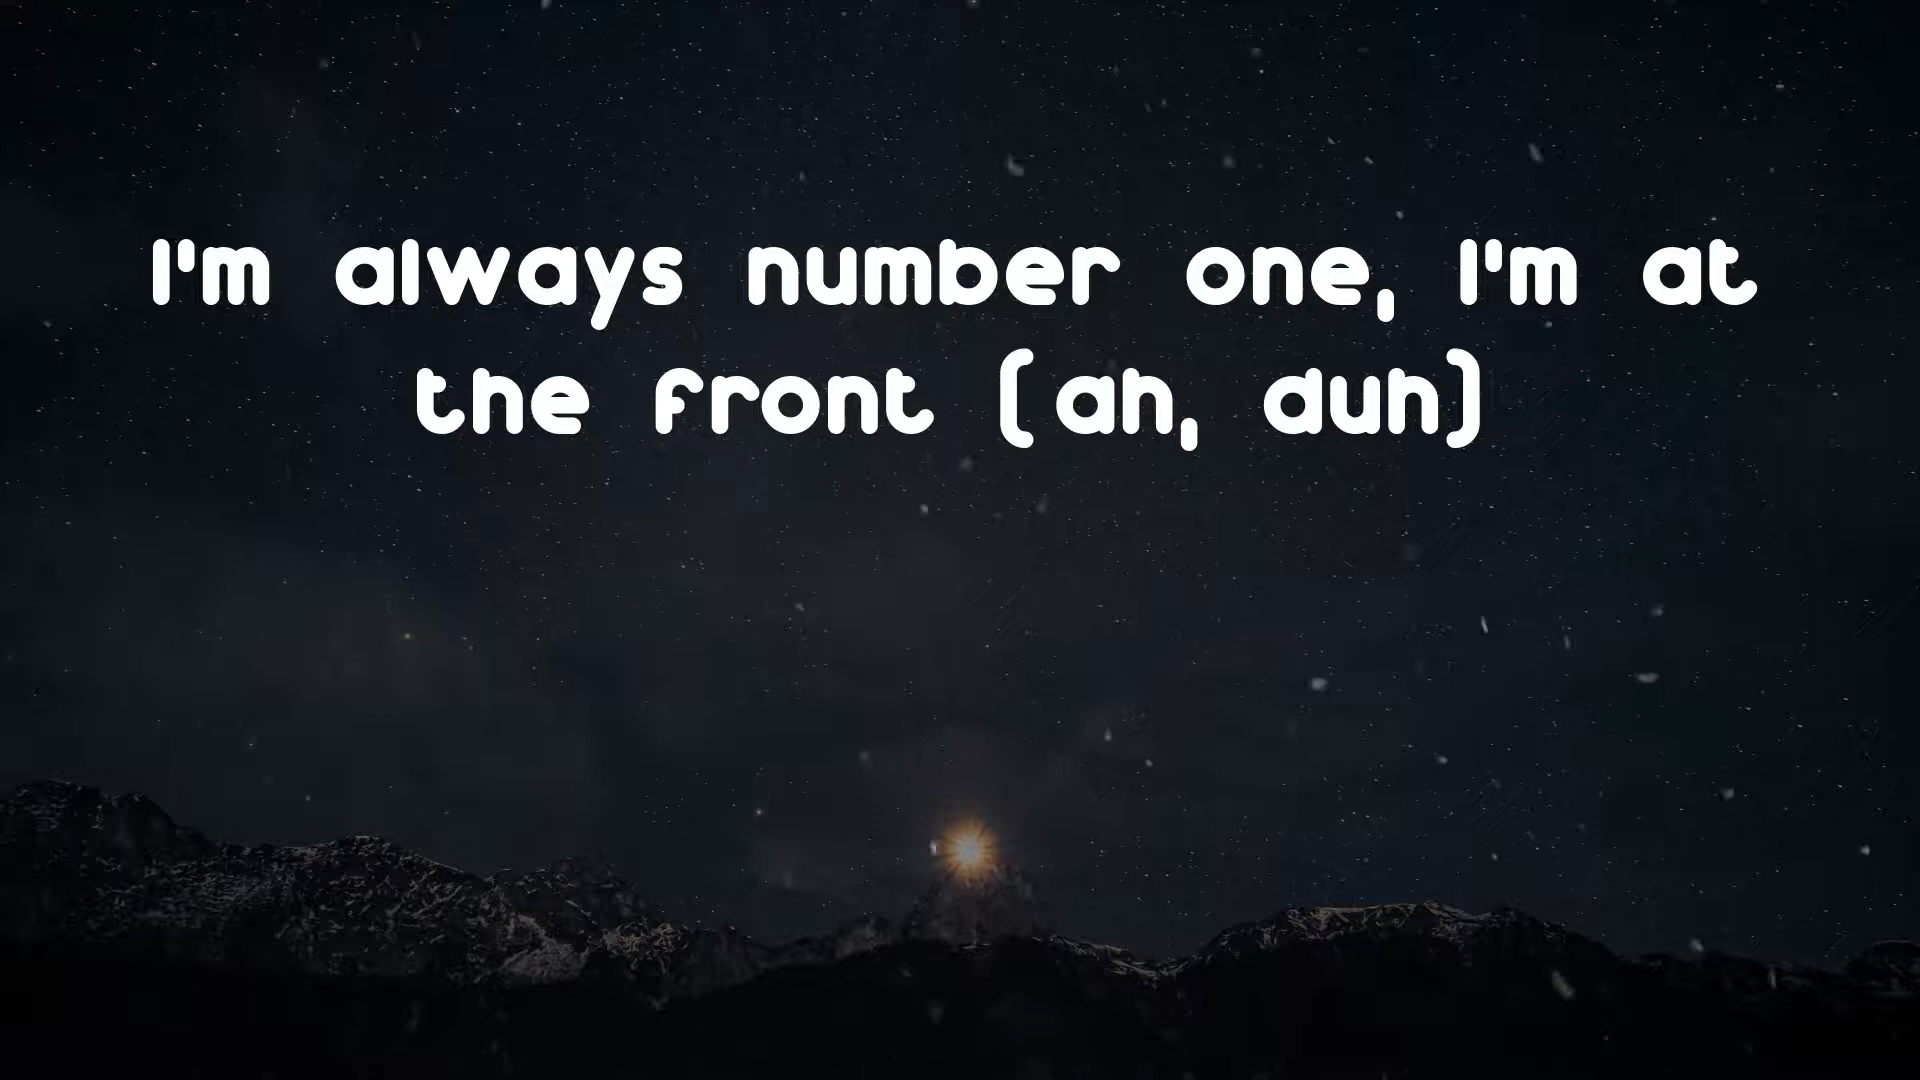 I'm always number one, I'm at
the front (ah, duh)